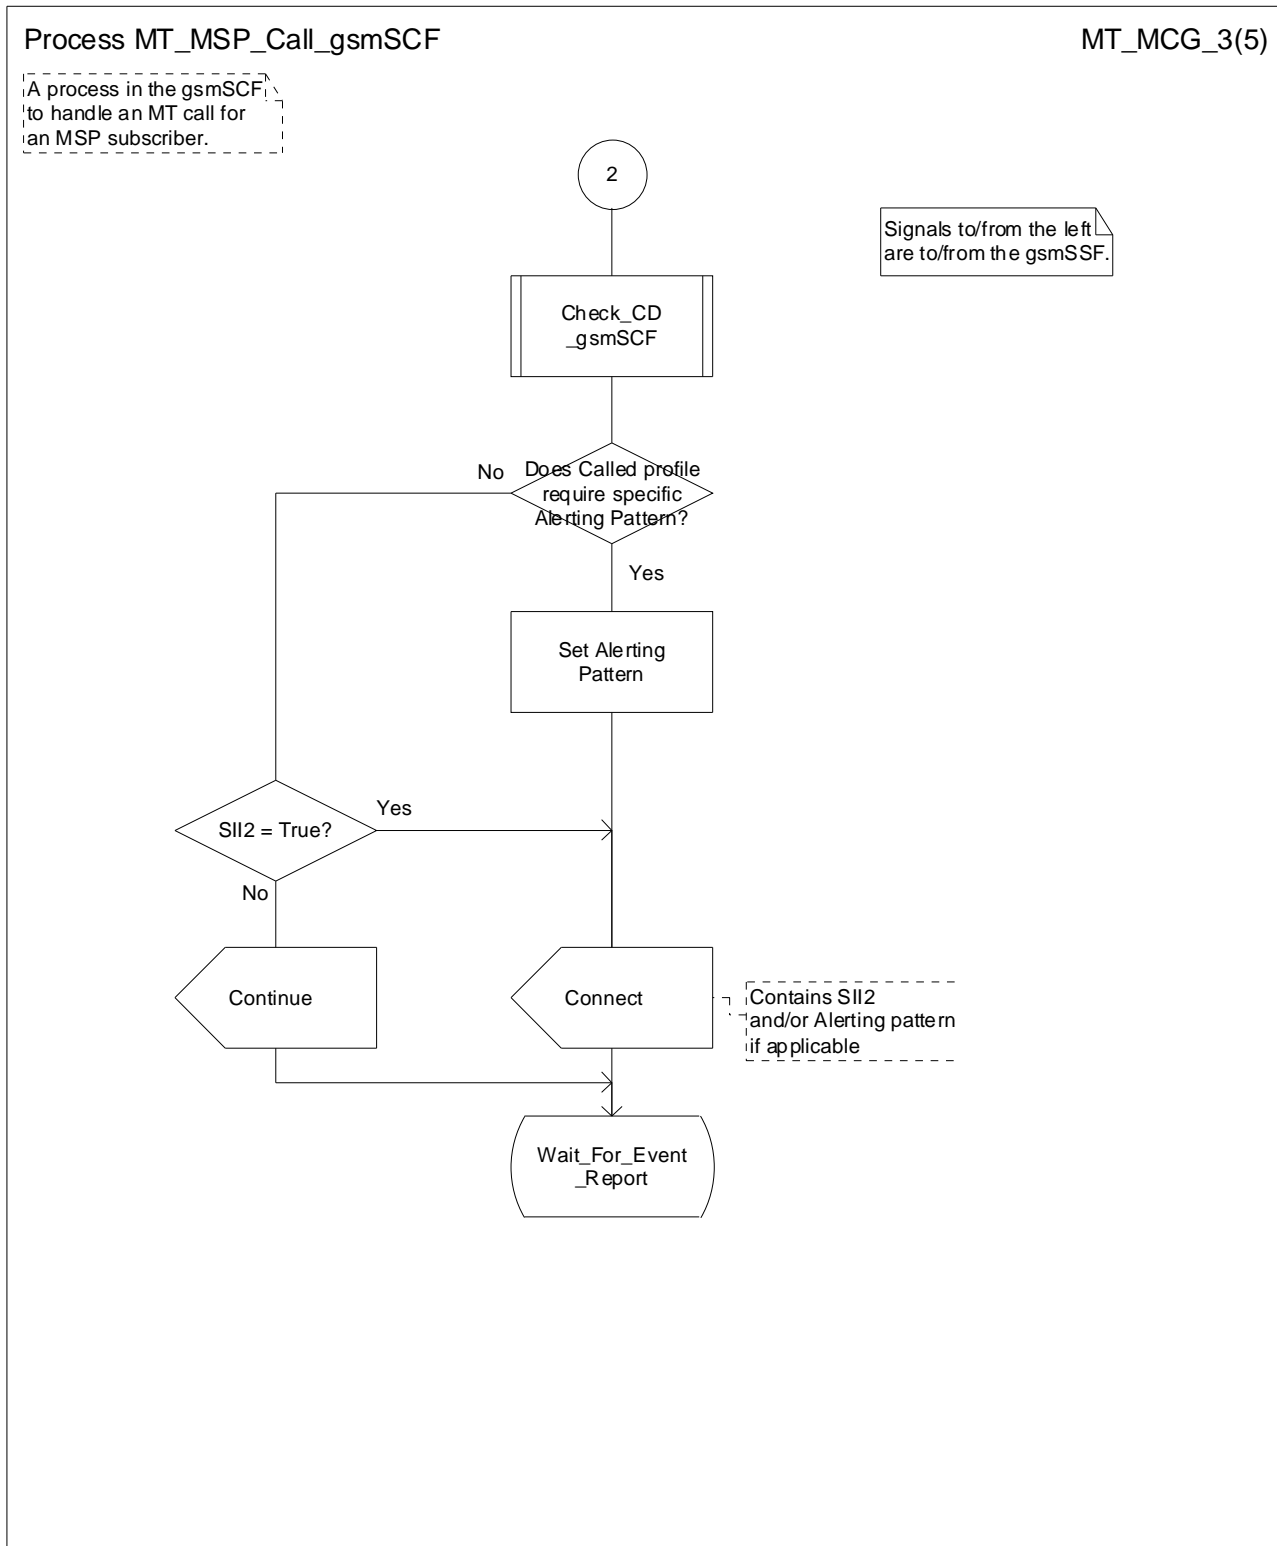 Process MT_MSP_Call_gsmSCF
MT_MCG_3(5)
A process in the gsmSCF
to handle an MT call for
an MSP subscriber.
2
Signals to/from the left
are to/from the gsmSSF.
Check_CD
_gsmSCF
No
Does Called profile
require specific
Alerting Pattern?
Yes
Set Alerting
Pattern
SII2 = True?
Yes
No
Continue
Connect
Contains SII2
and/or Alerting pattern
if applicable
Wait_For_Event
_Report